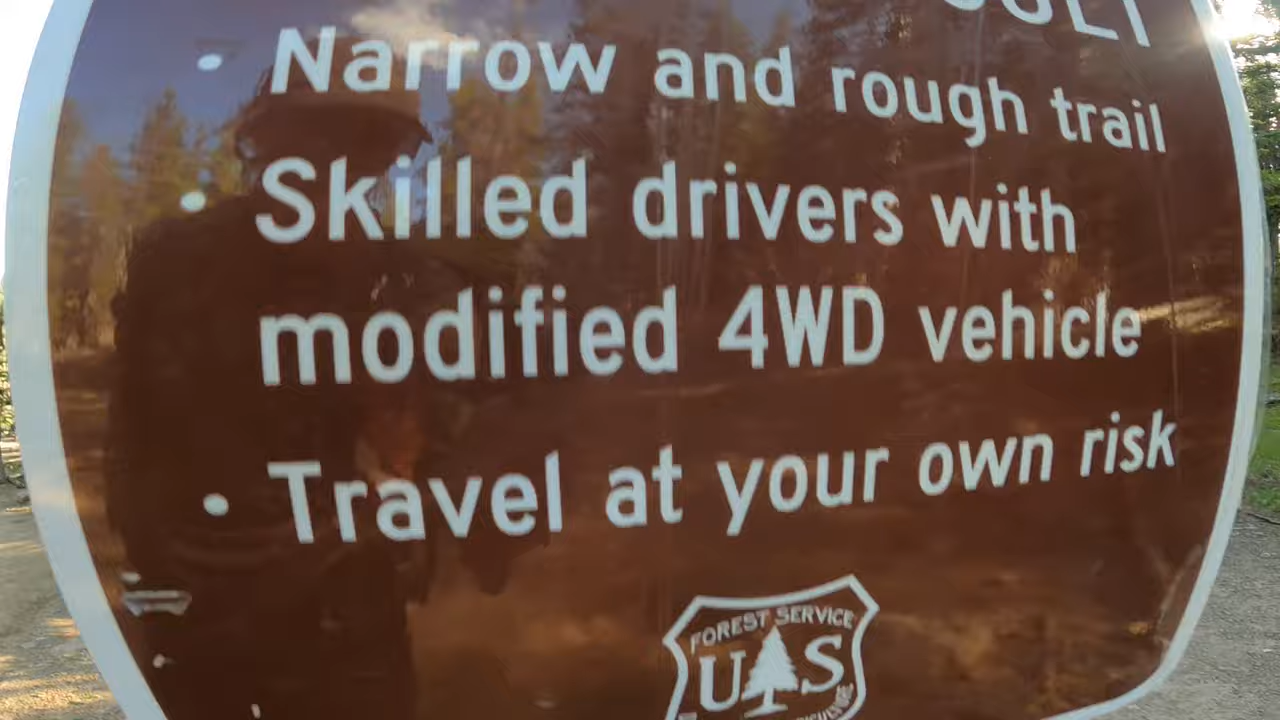 • Narrow and rough trail
• Skilled drivers with
modified 4WD vehicle
• Travel at your own risk
FOREST SERVICE
U S